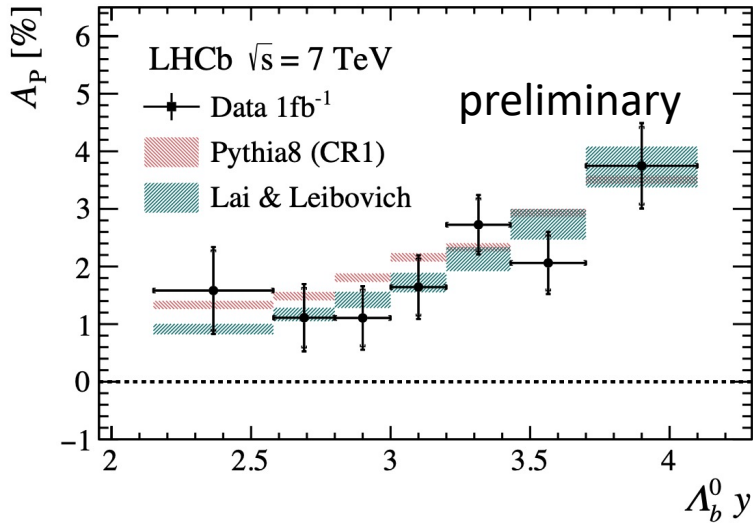 A_P [%]
6
5
4
3
2
1
0
−1
LHCb √s = 7 TeV
Data 1fb⁻¹
Pythia8 (CR1)
Lai & Leibovich
preliminary
2
2.5
3
3.5
4
Λ_b^0 y